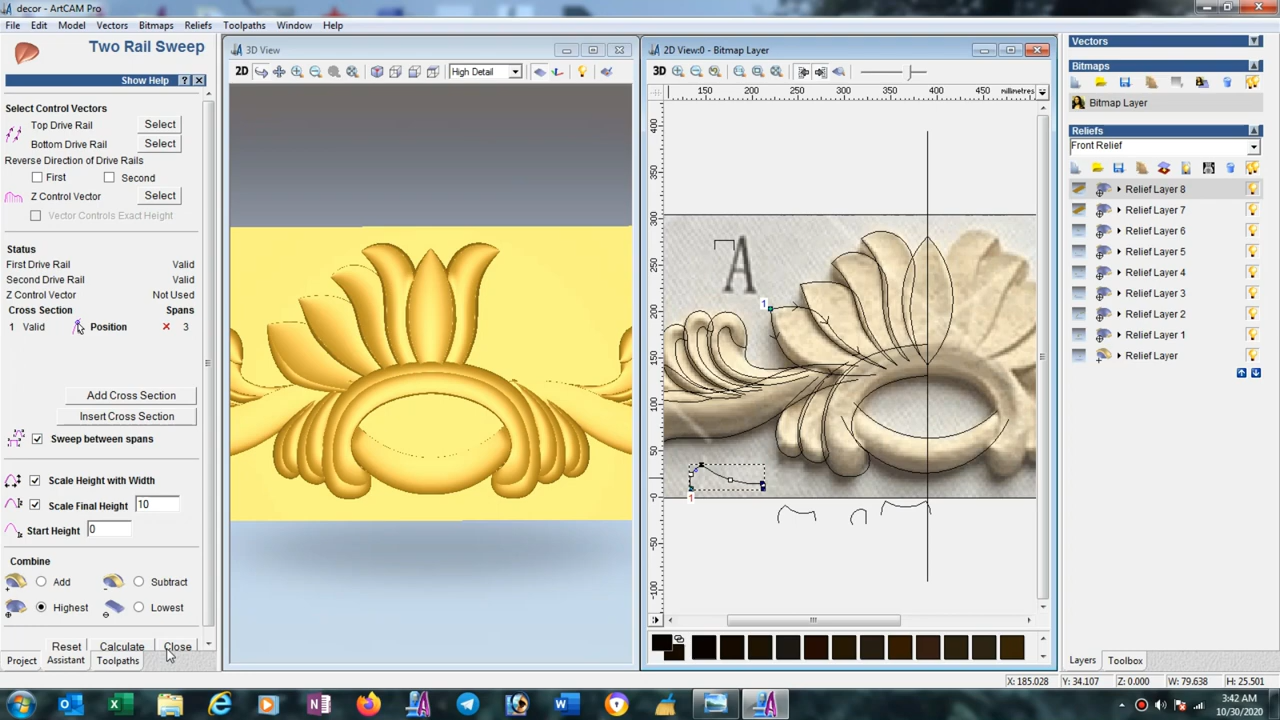 decor - ArtCAM Pro
File Edit Model Vectors Bitmaps Reliefs Toolpaths Window Help
Two Rail Sweep
Show Help ?
Select Control Vectors
Top Drive Rail Select
Bottom Drive Rail Select
Reverse Direction of Drive Rails
First Second
Z Control Vector Select
Vector Controls Exact Height
Status
First Drive Rail Valid
Second Drive Rail Valid
Z Control Vector Not Used
Cross Section Spans
1 Valid Position 3
Add Cross Section
Insert Cross Section
Sweep between spans
Scale Height with Width
Scale Final Height 10
Start Height 0
Combine
Add Subtract
Highest Lowest
Reset Calculate Close
Project Assistant Toolpaths
3D View
2D High Detail
2D View:0 - Bitmap Layer
3D
150 200 250 300 350 400 450 millimetres
400
350
300
250
200
150
100
50
0
-50
-100
A
1
1
Vectors
Bitmaps
Bitmap Layer
Reliefs
Front Relief
Relief Layer 8
Relief Layer 7
Relief Layer 6
Relief Layer 5
Relief Layer 4
Relief Layer 3
Relief Layer 2
Relief Layer 1
Relief Layer
Layers Toolbox
X: 185.028 Y: 34.107 Z: 0.000 W: 79.638 H: 25.501
3:42 AM
10/30/2020